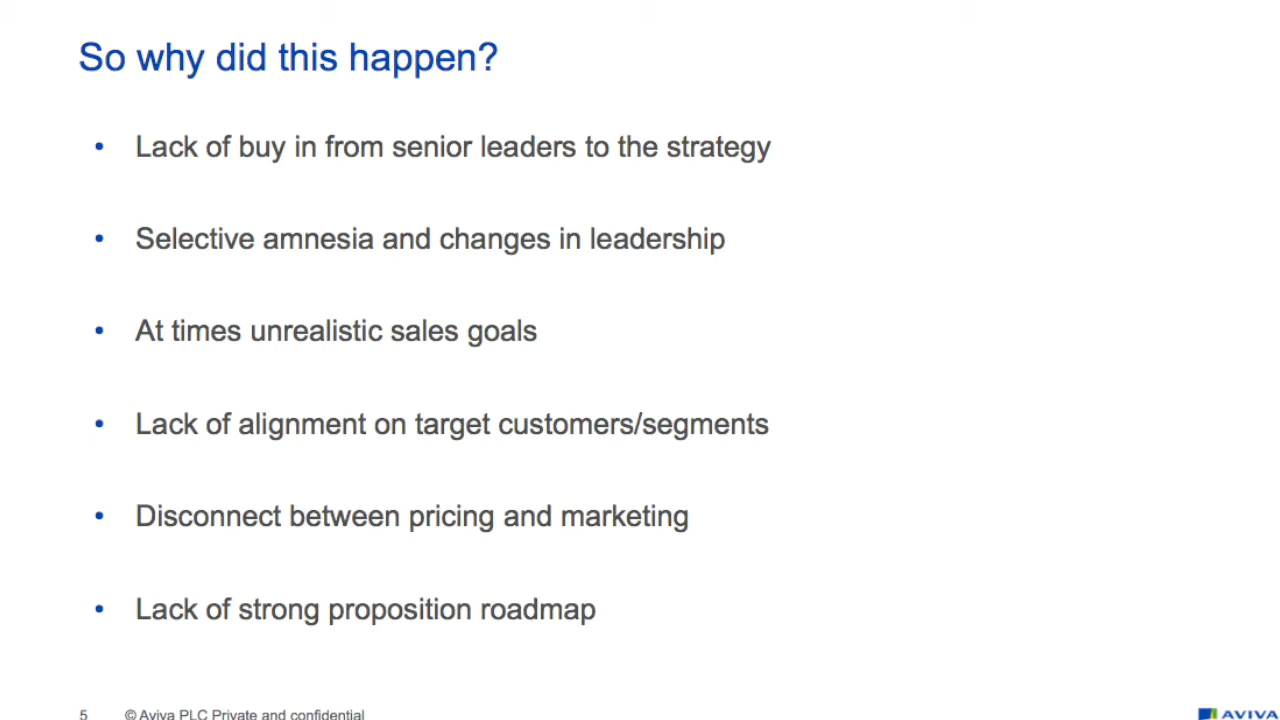 So why did this happen?
• Lack of buy in from senior leaders to the strategy
• Selective amnesia and changes in leadership
• At times unrealistic sales goals
• Lack of alignment on target customers/segments
• Disconnect between pricing and marketing
• Lack of strong proposition roadmap
5 © Aviva PLC Private and confidential
AVIVA